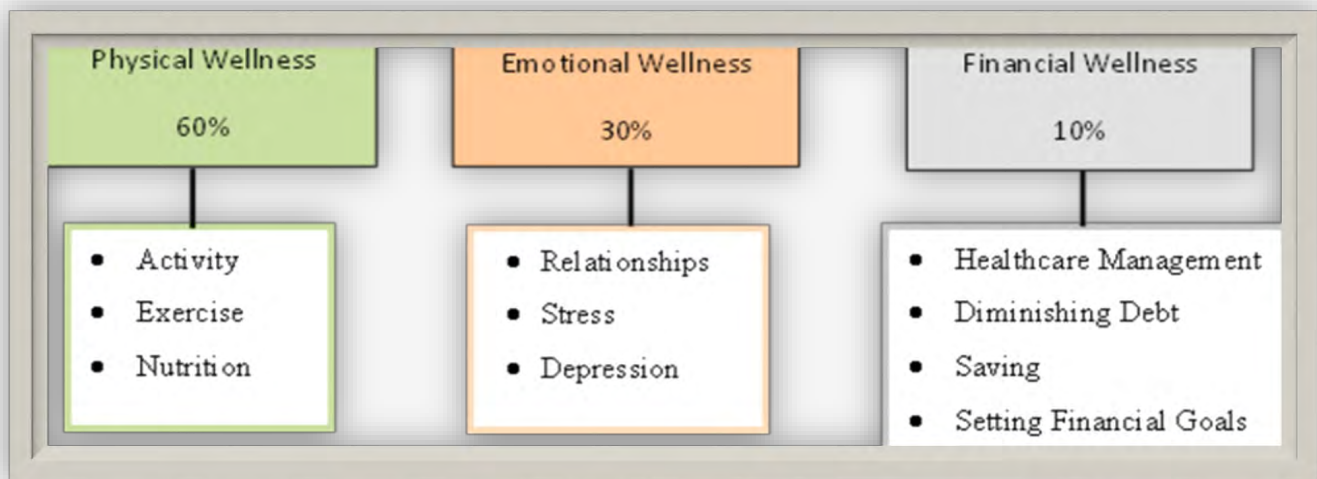 Physical Wellness
60%
Activity
Exercise
Nutrition
Emotional Wellness
30%
Relationships
Stress
Depression
Financial Wellness
10%
Healthcare Management
Diminishing Debt
Saving
Setting Financial Goals